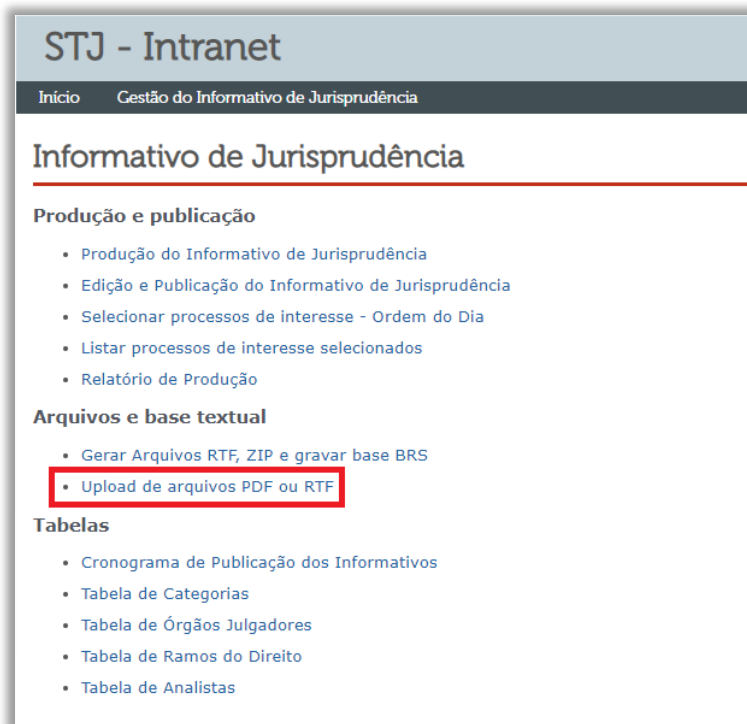 STJ - Intranet
Início Gestão do Informativo de Jurisprudência
Informativo de Jurisprudência
Produção e publicação
• Produção do Informativo de Jurisprudência
• Edição e Publicação do Informativo de Jurisprudência
• Selecionar processos de interesse - Ordem do Dia
• Listar processos de interesse selecionados
• Relatório de Produção
Arquivos e base textual
• Gerar Arquivos RTF, ZIP e gravar base BRS
• Upload de arquivos PDF ou RTF
Tabelas
• Cronograma de Publicação dos Informativos
• Tabela de Categorias
• Tabela de Órgãos Julgadores
• Tabela de Ramos do Direito
• Tabela de Analistas